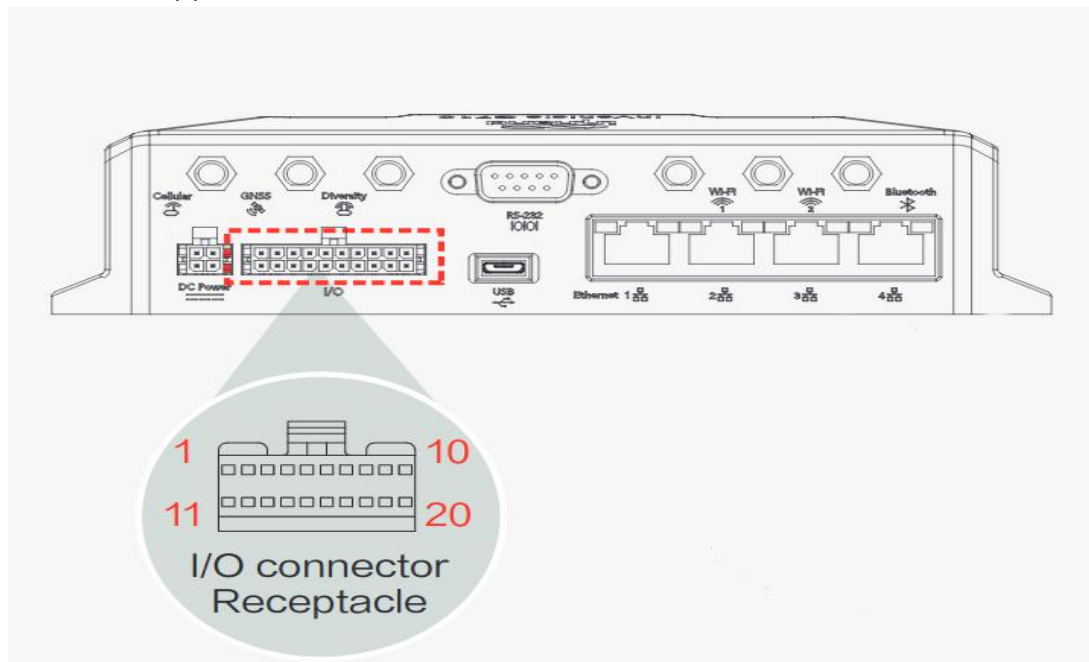 Cellular
GNSS
Diversity
RS-232
IOIOI
Wi-Fi
1
Wi-Fi
2
Bluetooth
DC Power
I/O
USB
Ethernet 1
2
3
4
1
10
11
20
I/O connector
Receptacle